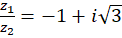 z₁/z₂ = −1 + i√3